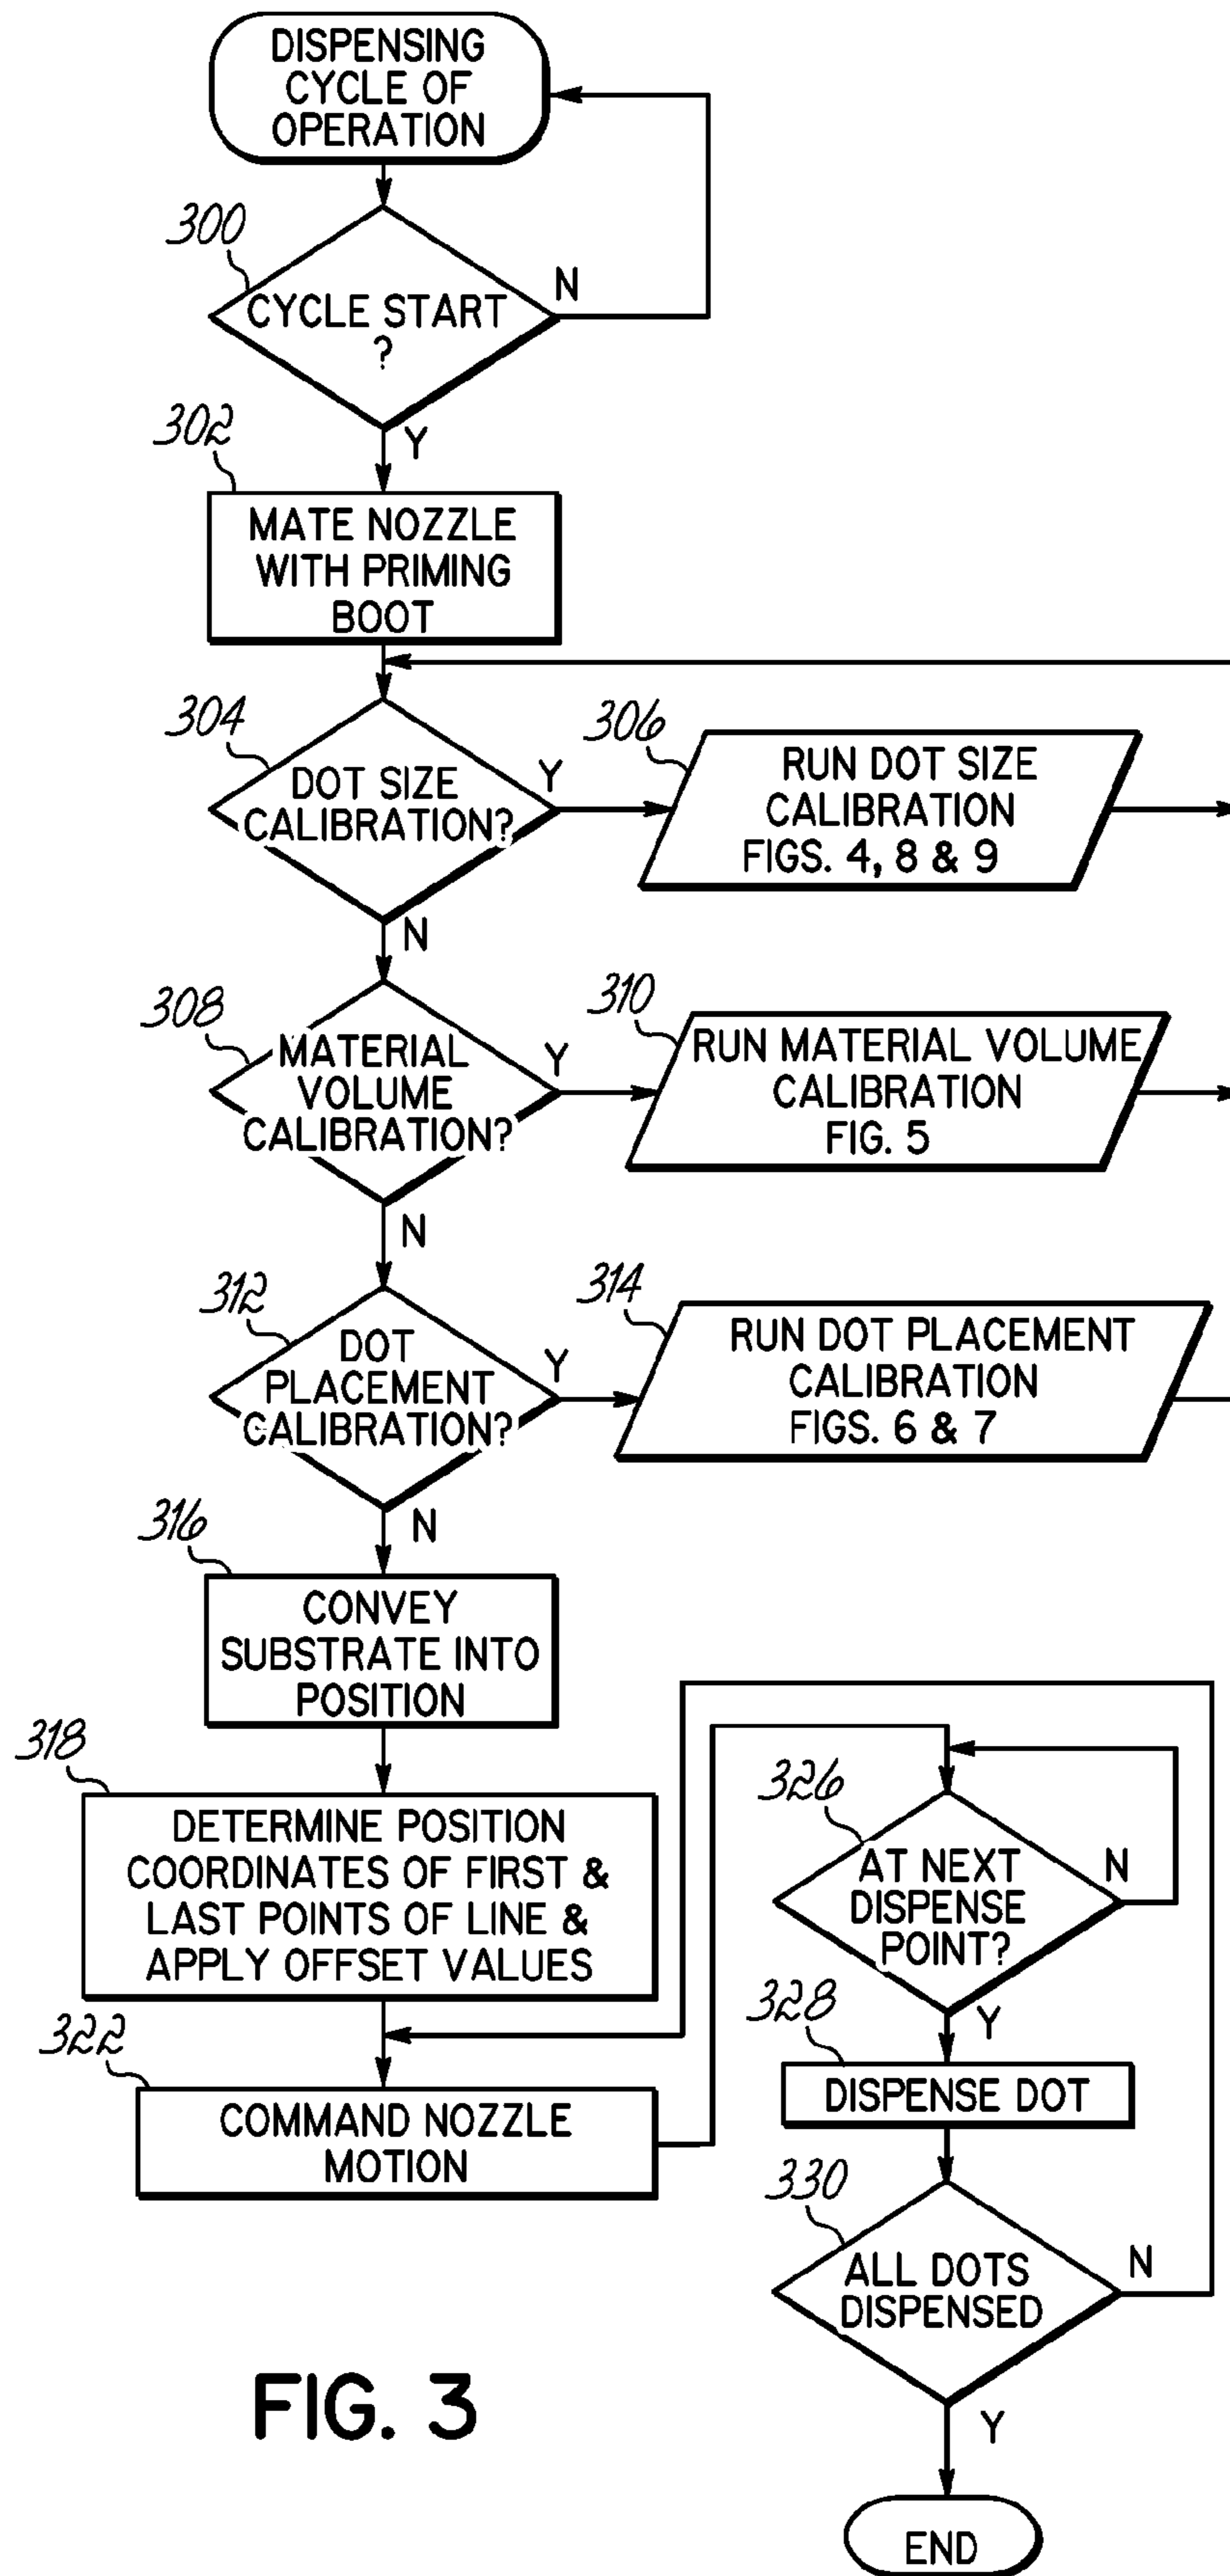 DISPENSING
CYCLE OF
OPERATION
300
CYCLE START
?
N
Y
302
MATE NOZZLE
WITH PRIMING
BOOT
304
DOT SIZE
CALIBRATION?
Y
N
306
RUN DOT SIZE
CALIBRATION
FIGS. 4, 8 & 9
308
MATERIAL
VOLUME
CALIBRATION?
Y
N
310
RUN MATERIAL VOLUME
CALIBRATION
FIG. 5
312
DOT
PLACEMENT
CALIBRATION?
Y
N
314
RUN DOT PLACEMENT
CALIBRATION
FIGS. 6 & 7
316
CONVEY
SUBSTRATE INTO
POSITION
318
DETERMINE POSITION
COORDINATES OF FIRST &
LAST POINTS OF LINE &
APPLY OFFSET VALUES
322
COMMAND NOZZLE
MOTION
326
AT NEXT
DISPENSE
POINT?
N
Y
328
DISPENSE DOT
330
ALL DOTS
DISPENSED
N
Y
END
FIG. 3